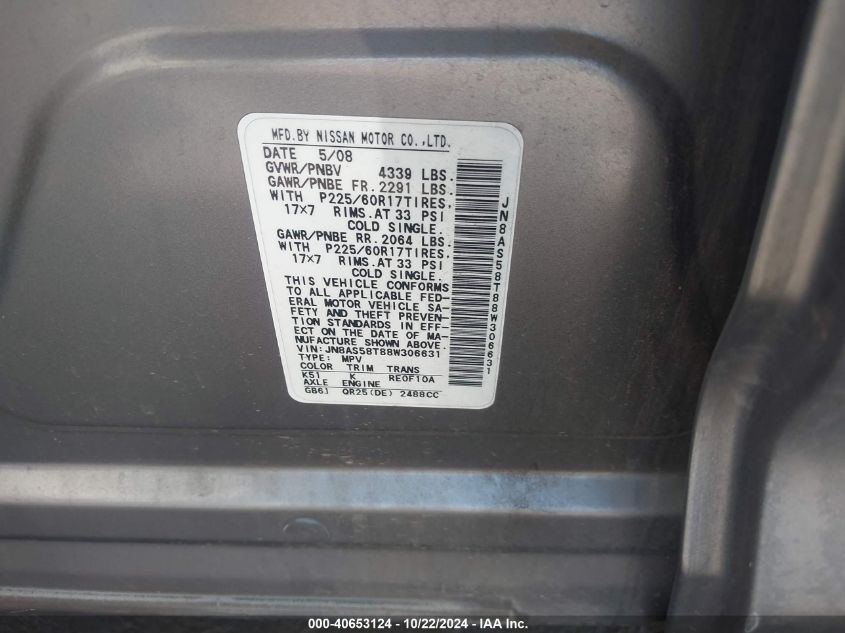 MFD.BY NISSAN MOTOR CO.,LTD.
DATE 5/08
GVWR/PNBV 4339 LBS.
GAWR/PNBE FR. 2291 LBS.
WITH P225/60R17TIRES,
17×7 RIMS.AT 33 PSI
COLD SINGLE.
GAWR/PNBE RR. 2064 LBS.
WITH P225/60R17TIRES,
17×7 RIMS.AT 33 PSI
COLD SINGLE.
THIS VEHICLE CONFORMS
TO ALL APPLICABLE FED-
ERAL MOTOR VEHICLE SA-
FETY AND THEFT PREVEN-
TION STANDARDS IN EFF-
ECT ON THE DATE OF MA-
NUFACTURE SHOWN ABOVE.
VIN: JN8AS58T88W306631
TYPE: MPV
COLOR TRIM TRANS
K51 K RE0F10A
AXLE ENGINE
GB61 QR25(DE) 2488CC
JN8AS58T88W306631
000-40653124 - 10/22/2024 - IAA Inc.